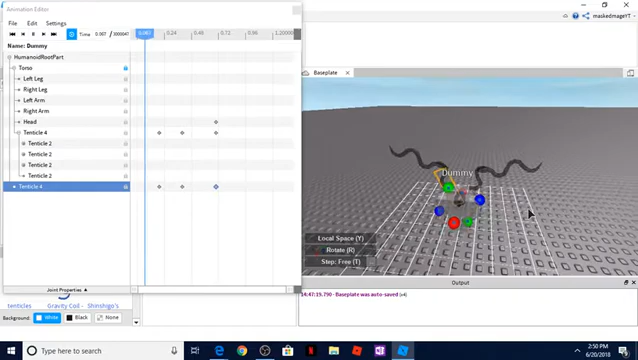 Animation Editor
File Edit Settings
Time 0.067 / 0.24 0.48 0.72 0.96 1.20000
Name: Dummy
HumanoidRootPart
Torso
Left Leg
Right Leg
Left Arm
Right Arm
Head
Tenticle 4
Tenticle 2
Tenticle 2
Tenticle 2
Tenticle 2
Tenticle 4
Joint Properties
tenticles Gravity Coil - Shinshigo's
Background: White Black None
maskedmageYT
Baseplate
Dummy
Local Space (Y)
Rotate (R)
Step: Free (T)
Output
14:47:19.790 - Baseplate was auto-saved (x4)
Type here to search
2:50 PM
6/20/2018